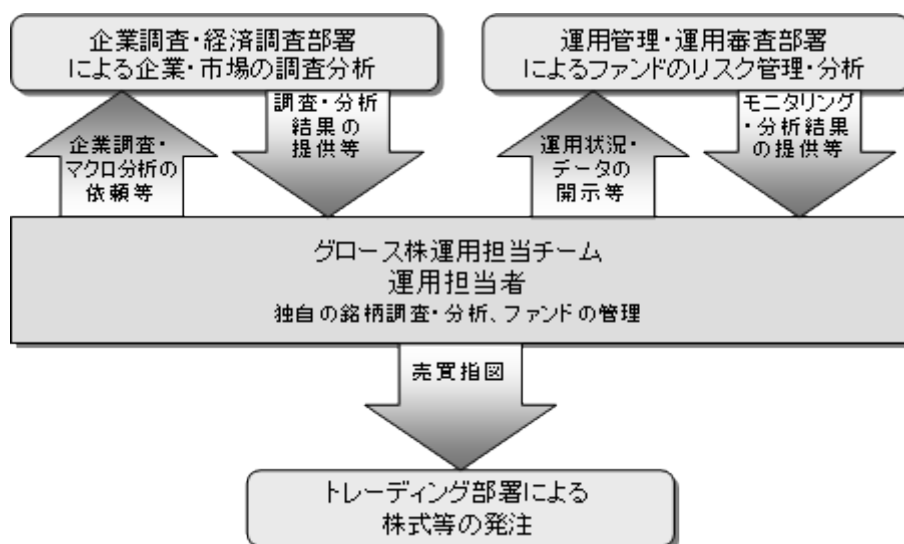 企業調査・経済調査部署
による企業・市場の調査分析
運用管理・運用審査部署
によるファンドのリスク管理・分析
企業調査・
マクロ分析の
依頼等
調査・分析
結果の
提供等
運用状況・
データの
開示等
モニタリング
・分析結果
の提供等
グロース株運用担当チーム
運用担当者
独自の銘柄調査・分析、ファンドの管理
売買指図
トレーディング部署による
株式等の発注